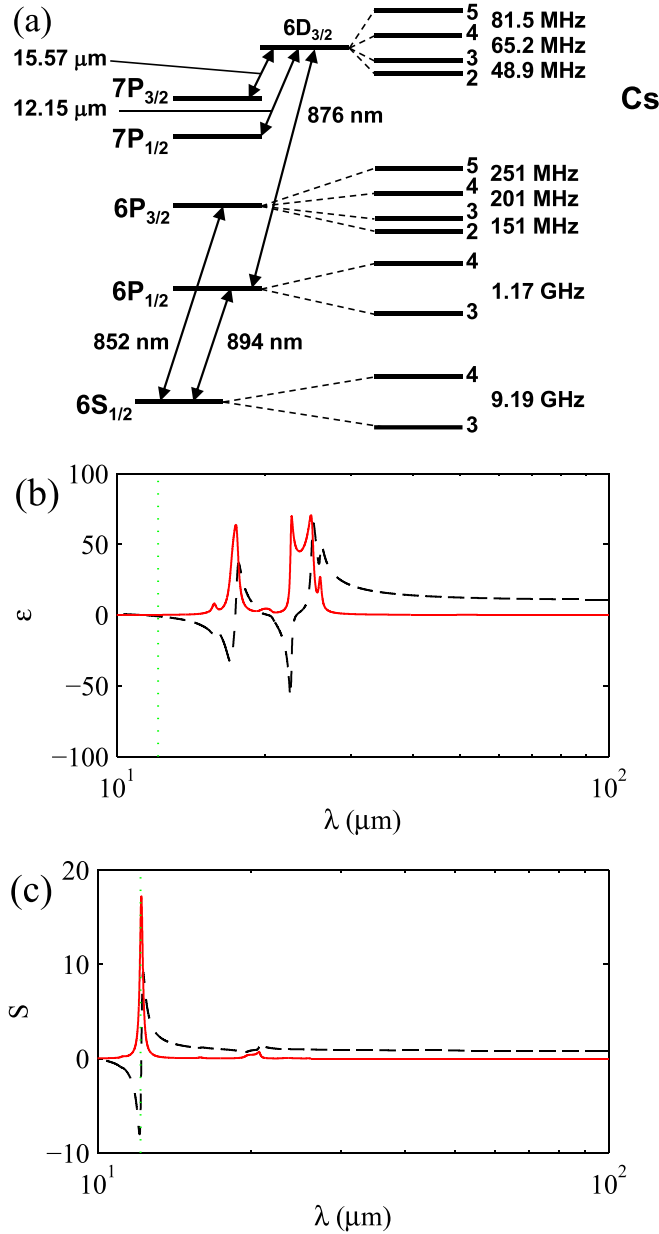 (a)
6D3/2
5
81.5 MHz
4
65.2 MHz
3
48.9 MHz
2
15.57 μm
7P3/2
12.15 μm
7P1/2
876 nm
Cs
5
251 MHz
4
201 MHz
3
151 MHz
2
6P3/2
4
6P1/2
1.17 GHz
3
852 nm
894 nm
4
6S1/2
9.19 GHz
3
(b)
100
50
0
−50
−100
ε
10^1
10^2
λ (μm)
(c)
20
10
0
−10
S
10^1
10^2
λ (μm)